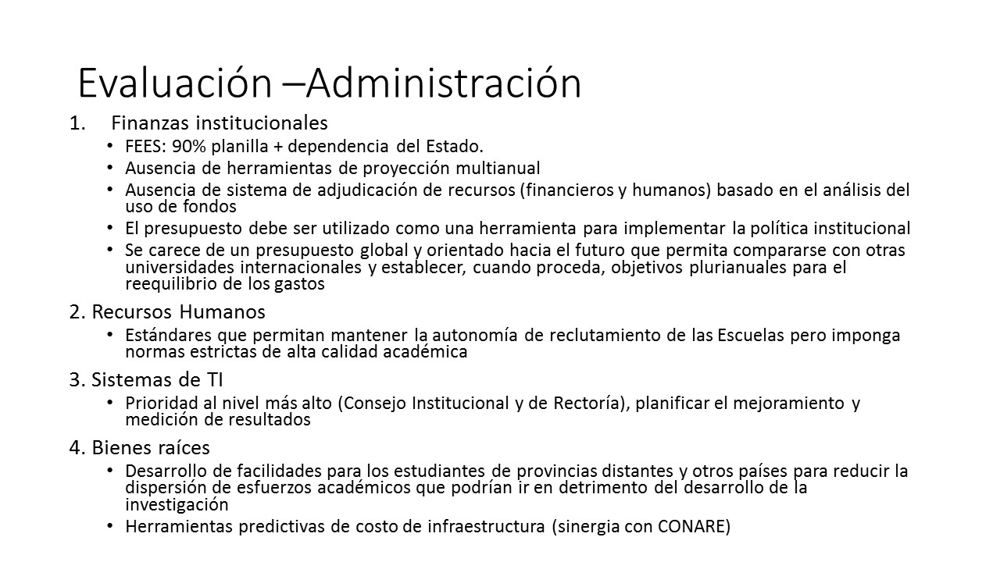 Evaluación –Administración
1. Finanzas institucionales
• FEES: 90% planilla + dependencia del Estado.
• Ausencia de herramientas de proyección multianual
• Ausencia de sistema de adjudicación de recursos (financieros y humanos) basado en el análisis del
uso de fondos
• El presupuesto debe ser utilizado como una herramienta para implementar la política institucional
• Se carece de un presupuesto global y orientado hacia el futuro que permita compararse con otras
universidades internacionales y establecer, cuando proceda, objetivos plurianuales para el
reequilibrio de los gastos
2. Recursos Humanos
• Estándares que permitan mantener la autonomía de reclutamiento de las Escuelas pero imponga
normas estrictas de alta calidad académica
3. Sistemas de TI
• Prioridad al nivel más alto (Consejo Institucional y de Rectoría), planificar el mejoramiento y
medición de resultados
4. Bienes raíces
• Desarrollo de facilidades para los estudiantes de provincias distantes y otros países para reducir la
dispersión de esfuerzos académicos que podrían ir en detrimento del desarrollo de la
investigación
• Herramientas predictivas de costo de infraestructura (sinergia con CONARE)